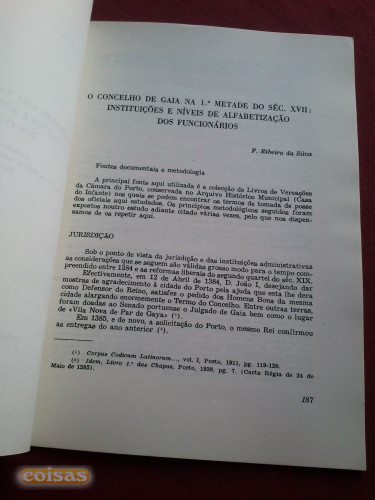 O CONCELHO DE GAIA NA 1.ª METADE DO SÉC. XVII:
INSTITUIÇÕES E NÍVEIS DE ALFABETIZAÇÃO
DOS FUNCIONÁRIOS
F. Ribeiro da Silva
Fontes documentais e metodologia
A principal fonte aqui utilizada é a colecção de Livros de Vereações
da Câmara do Porto, conservada no Arquivo Histórico Municipal (Casa
do Infante) nos quais se podem encontrar os termos da tomada de posse
dos oficiais aqui estudados. Os princípios metodológicos seguidos foram
expostos noutro estudo adiante citado várias vezes, pelo que nos dispen-
samos de os repetir aqui.
JURISDIÇÃO
Sob o ponto de vista da jurisdição e das instituições administrativas
as considerações que se seguem são válidas grosso modo para o tempo com-
preendido entre 1384 e as reformas liberais do segundo quartel do séc. XIX.
Efectivamente, em 12 de Abril de 1384, D. João I, desejando dar
mostras de agradecimento à cidade do Porto pela ajuda que esta lhe dera
como Defensor do Reino, satisfez o pedido dos Homens Bons da mesma
cidade alargando enormemente o Termo do Concelho. Entre outras terras,
foram doadas ao Senado portuense o Julgado de Gaia bem como o lugar
de «Vila Nova de Par de Gaya» (¹).
Em 1385, e de novo, a solicitação do Porto, o mesmo Rei confirmou
as entregas do ano anterior (²).
(¹) Corpus Codicum Latinorum..., vol. I, Porto, 1911, pg. 119-120.
(²) Idem, Livro 1.º das Chapas, Porto, 1938, pg. 7. (Carta Régia de 24 de
Maio de 1385).
187
coisas